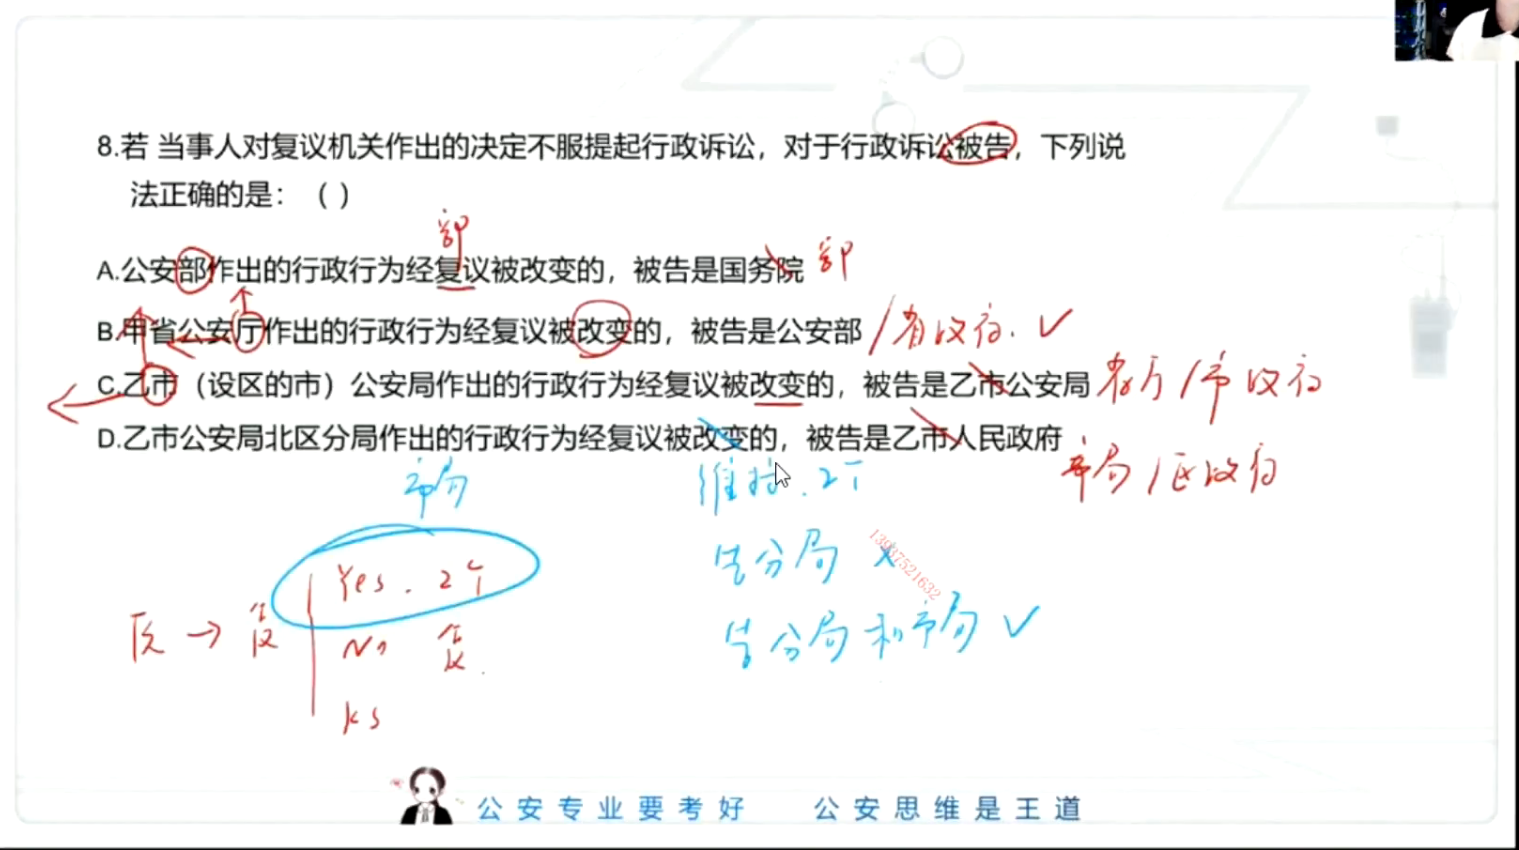 8.若 当事人对复议机关作出的决定不服提起行政诉讼，对于行政诉讼被告，下列说
法正确的是：（ ）
部
A.公安部作出的行政行为经复议被改变的，被告是国务院 部
B.甲省公安厅作出的行政行为经复议被改变的，被告是公安部 /省政府. ✓
C.乙市（设区的市）公安局作出的行政行为经复议被改变的，被告是乙市公安局 省厅/市政府
D.乙市公安局北区分局作出的行政行为经复议被改变的，被告是乙市人民政府
市局/区政府
市局
维持.2个
告分局 ×
13937521632
Yes. 2个
原→复
No 复.
告分局和市局 ✓
公安专业要考好 公安思维是王道